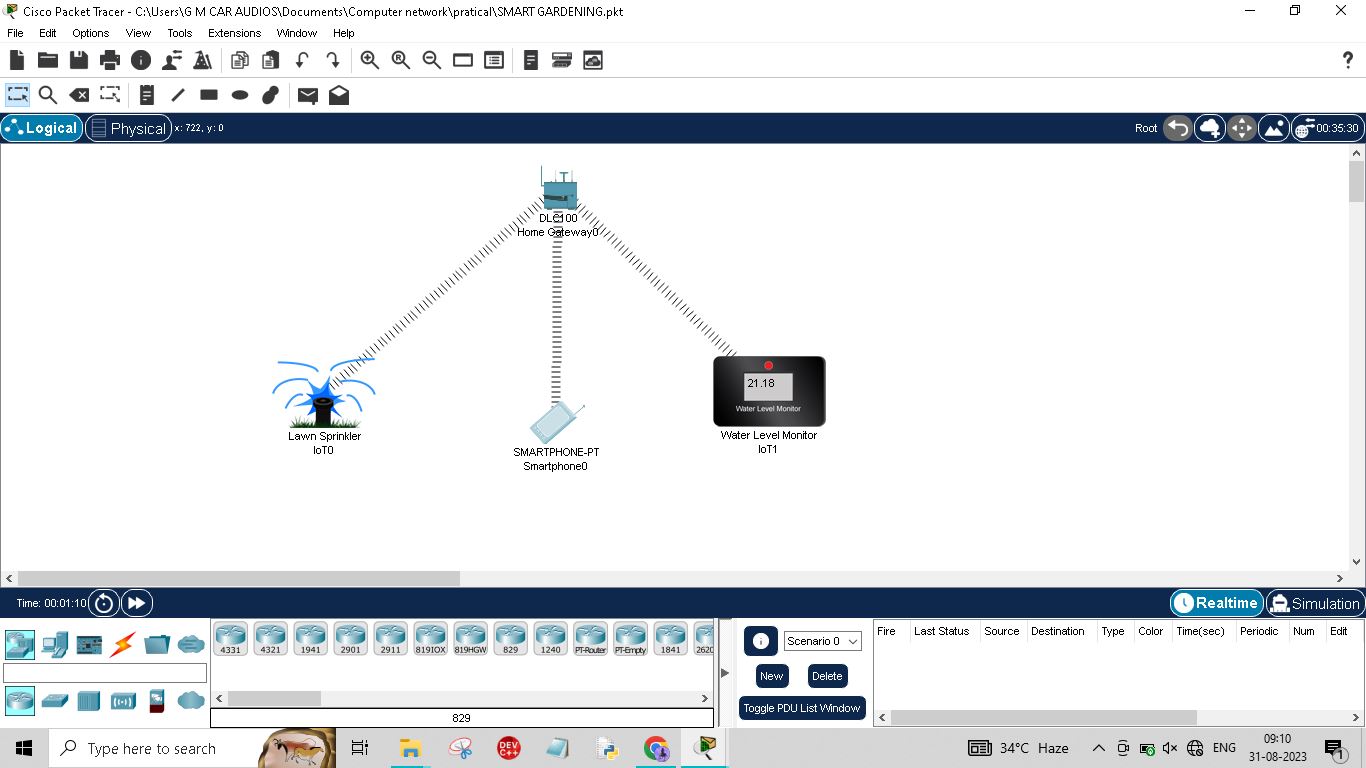 Cisco Packet Tracer - C:\Users\G M CAR AUDIOS\Documents\Computer network\pratical\SMART GARDENING.pkt
File Edit Options View Tools Extensions Window Help
?
Logical Physical x: 722, y: 0 Root 00:35:30
DLC100
Home Gateway0
21.18
Water Level Monitor
Lawn Sprinkler
IoT0
SMARTPHONE-PT
Smartphone0
Water Level Monitor
IoT1
Time: 00:01:10 Realtime Simulation
4331 4321 1941 2901 2911 819IOX 819HGW 829 1240 PT-Router PT-Empty 1841 2620
829
Scenario 0
New Delete
Toggle PDU List Window
Fire Last Status Source Destination Type Color Time(sec) Periodic Num Edit
Type here to search
DEV C++
34°C Haze ENG
09:10
31-08-2023
1